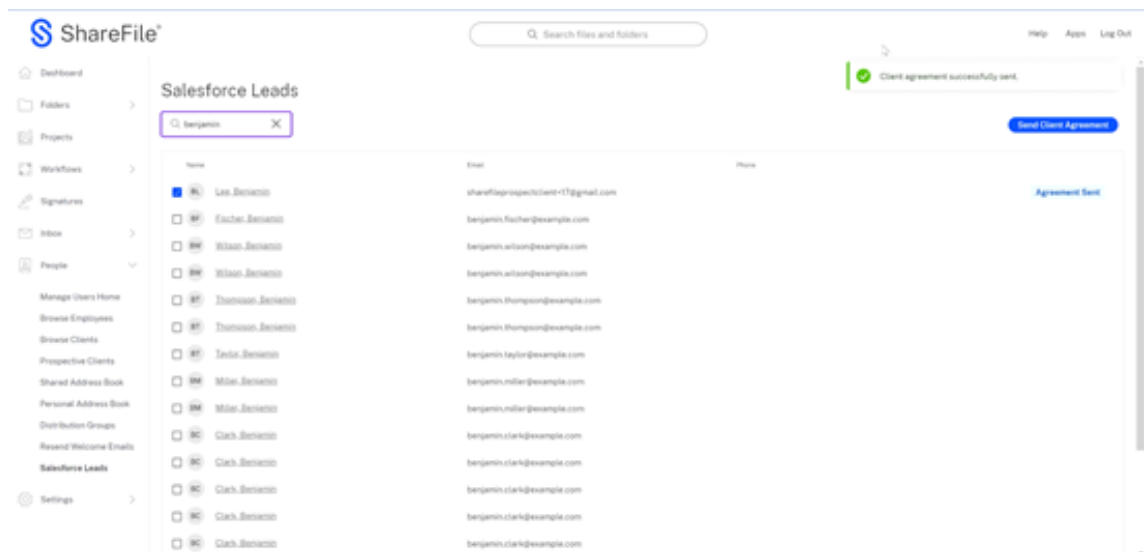 ShareFile
Search files and folders
Help Apps Log Out
Dashboard
Folders
Projects
Workflows
Signatures
Inbox
People
Manage Users Home
Browse Employees
Browse Clients
Prospective Clients
Shared Address Book
Personal Address Book
Distribution Groups
Resend Welcome Emails
Salesforce Leads
Settings
Client agreement successfully sent.
Salesforce Leads
benjamin
Send Client Agreement
Name Email Phone
BL Lee, Benjamin sharefileprospectclient+17@gmail.com Agreement Sent
BF Fischer, Benjamin benjamin.fischer@example.com
BW Wilson, Benjamin benjamin.wilson@example.com
BW Wilson, Benjamin benjamin.wilson@example.com
BT Thompson, Benjamin benjamin.thompson@example.com
BT Thompson, Benjamin benjamin.thompson@example.com
BT Taylor, Benjamin benjamin.taylor@example.com
BM Miller, Benjamin benjamin.miller@example.com
BM Miller, Benjamin benjamin.miller@example.com
BC Clark, Benjamin benjamin.clark@example.com
BC Clark, Benjamin benjamin.clark@example.com
BC Clark, Benjamin benjamin.clark@example.com
BC Clark, Benjamin benjamin.clark@example.com
BC Clark, Benjamin benjamin.clark@example.com